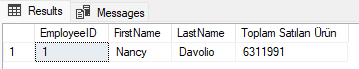 Results Messages
EmployeeID FirstName LastName Toplam Satılan Ürün
1 1 Nancy Davolio 6311991